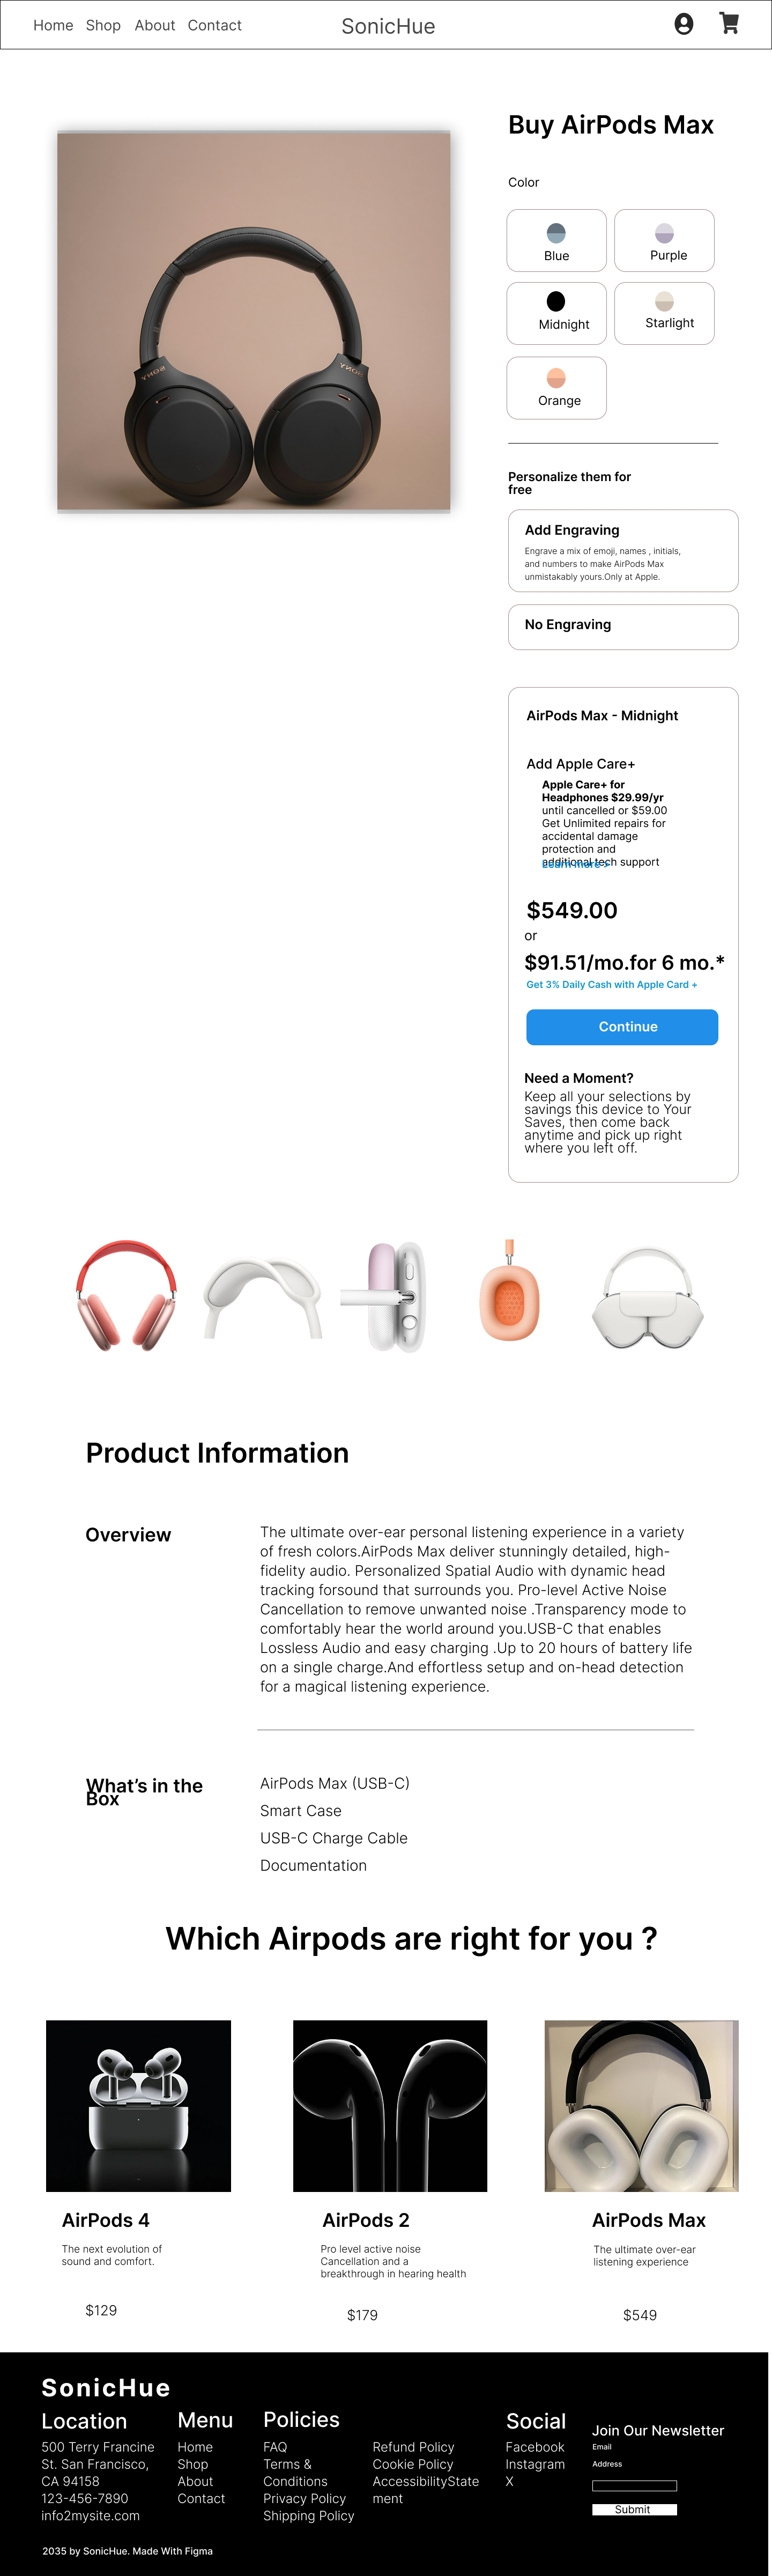 Home Shop About Contact
SonicHue
Buy AirPods Max
Color
Blue
Purple
Midnight
Starlight
Orange
SONY
SONY
Personalize them for
free
Add Engraving
Engrave a mix of emoji, names , initials,
and numbers to make AirPods Max
unmistakably yours.Only at Apple.
No Engraving
AirPods Max - Midnight
Add Apple Care+
Apple Care+ for
Headphones $29.99/yr
until cancelled or $59.00
Get Unlimited repairs for
accidental damage
protection and
additional tech support
Learn more >
$549.00
or
$91.51/mo.for 6 mo.*
Get 3% Daily Cash with Apple Card +
Continue
Need a Moment?
Keep all your selections by
savings this device to Your
Saves, then come back
anytime and pick up right
where you left off.
Product Information
Overview
The ultimate over-ear personal listening experience in a variety
of fresh colors.AirPods Max deliver stunningly detailed, high-
fidelity audio. Personalized Spatial Audio with dynamic head
tracking forsound that surrounds you. Pro-level Active Noise
Cancellation to remove unwanted noise .Transparency mode to
comfortably hear the world around you.USB-C that enables
Lossless Audio and easy charging .Up to 20 hours of battery life
on a single charge.And effortless setup and on-head detection
for a magical listening experience.
What’s in the
Box
AirPods Max (USB-C)
Smart Case
USB-C Charge Cable
Documentation
Which Airpods are right for you ?
AirPods 4
The next evolution of
sound and comfort.
$129
AirPods 2
Pro level active noise
Cancellation and a
breakthrough in hearing health
$179
AirPods Max
The ultimate over-ear
listening experience
$549
SonicHue
Location
500 Terry Francine
St. San Francisco,
CA 94158
123-456-7890
info2mysite.com
Menu
Home
Shop
About
Contact
Policies
FAQ
Terms &
Conditions
Privacy Policy
Shipping Policy
Refund Policy
Cookie Policy
AccessibilityState
ment
Social
Facebook
Instagram
X
Join Our Newsletter
Email
Address
Submit
2035 by SonicHue. Made With Figma